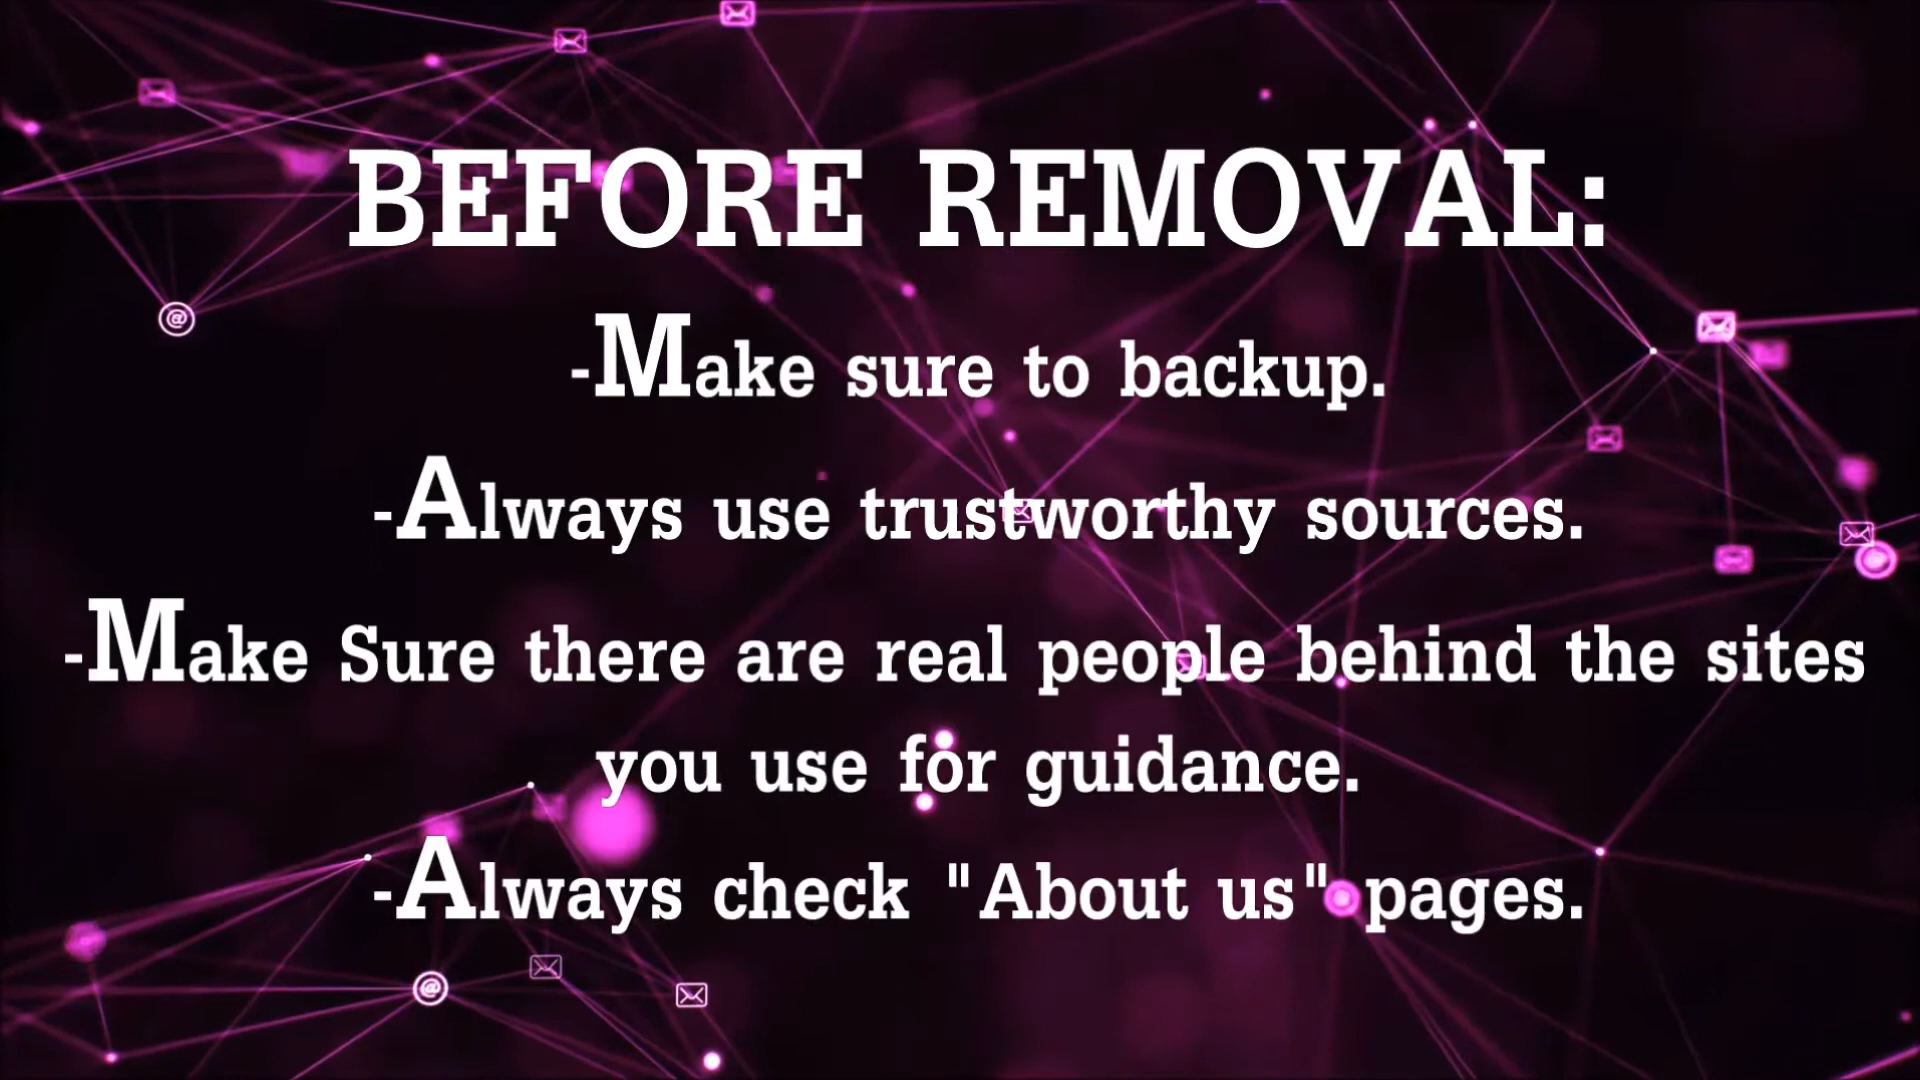 BEFORE REMOVAL:
-Make sure to backup.
-Always use trustworthy sources.
-Make Sure there are real people behind the sites
you use for guidance.
-Always check "About us" pages.